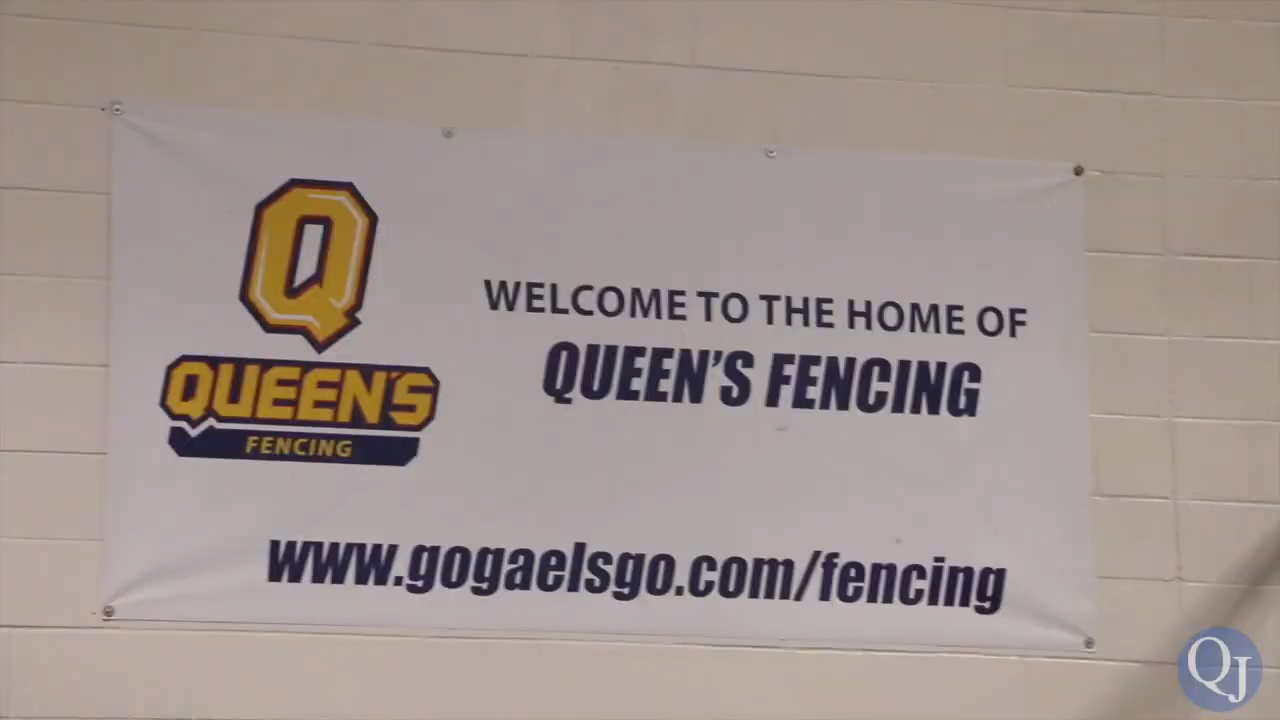 Q
QUEEN'S
FENCING
WELCOME TO THE HOME OF
QUEEN'S FENCING
www.gogaelsgo.com/fencing
QJ